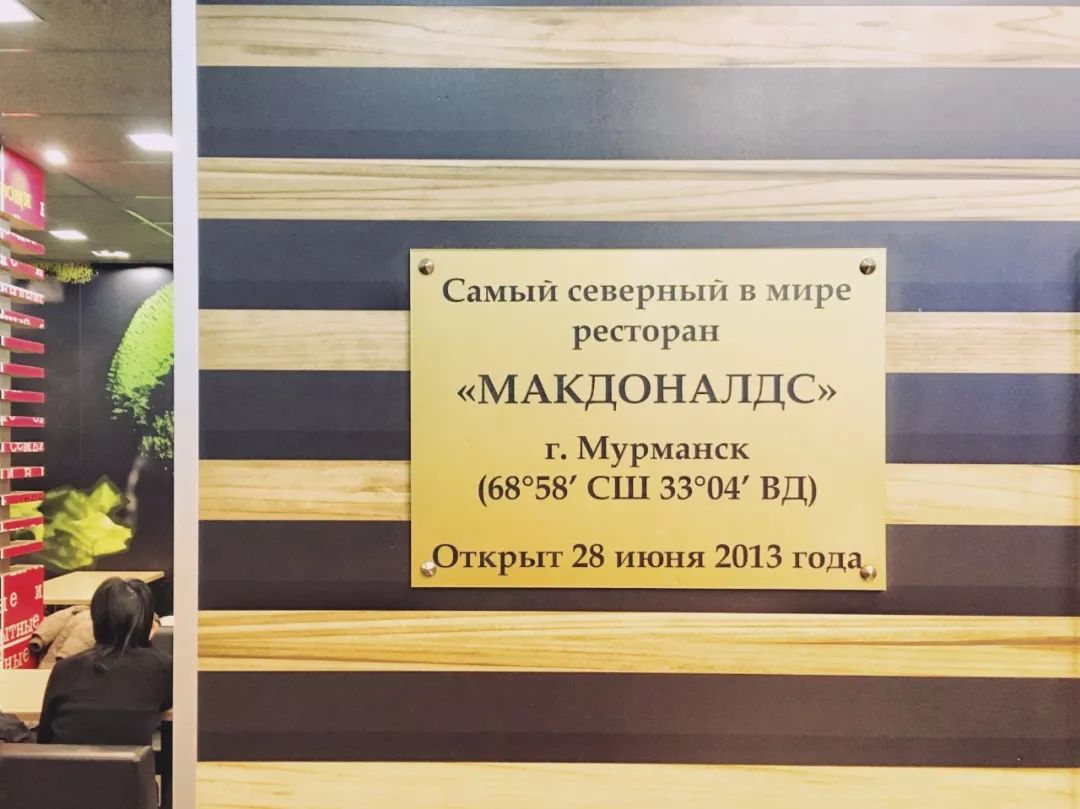 Самый северный в мире
ресторан
«МАКДОНАЛДС»
г. Мурманск
(68°58’ СШ 33°04’ ВД)
Открыт 28 июня 2013 года